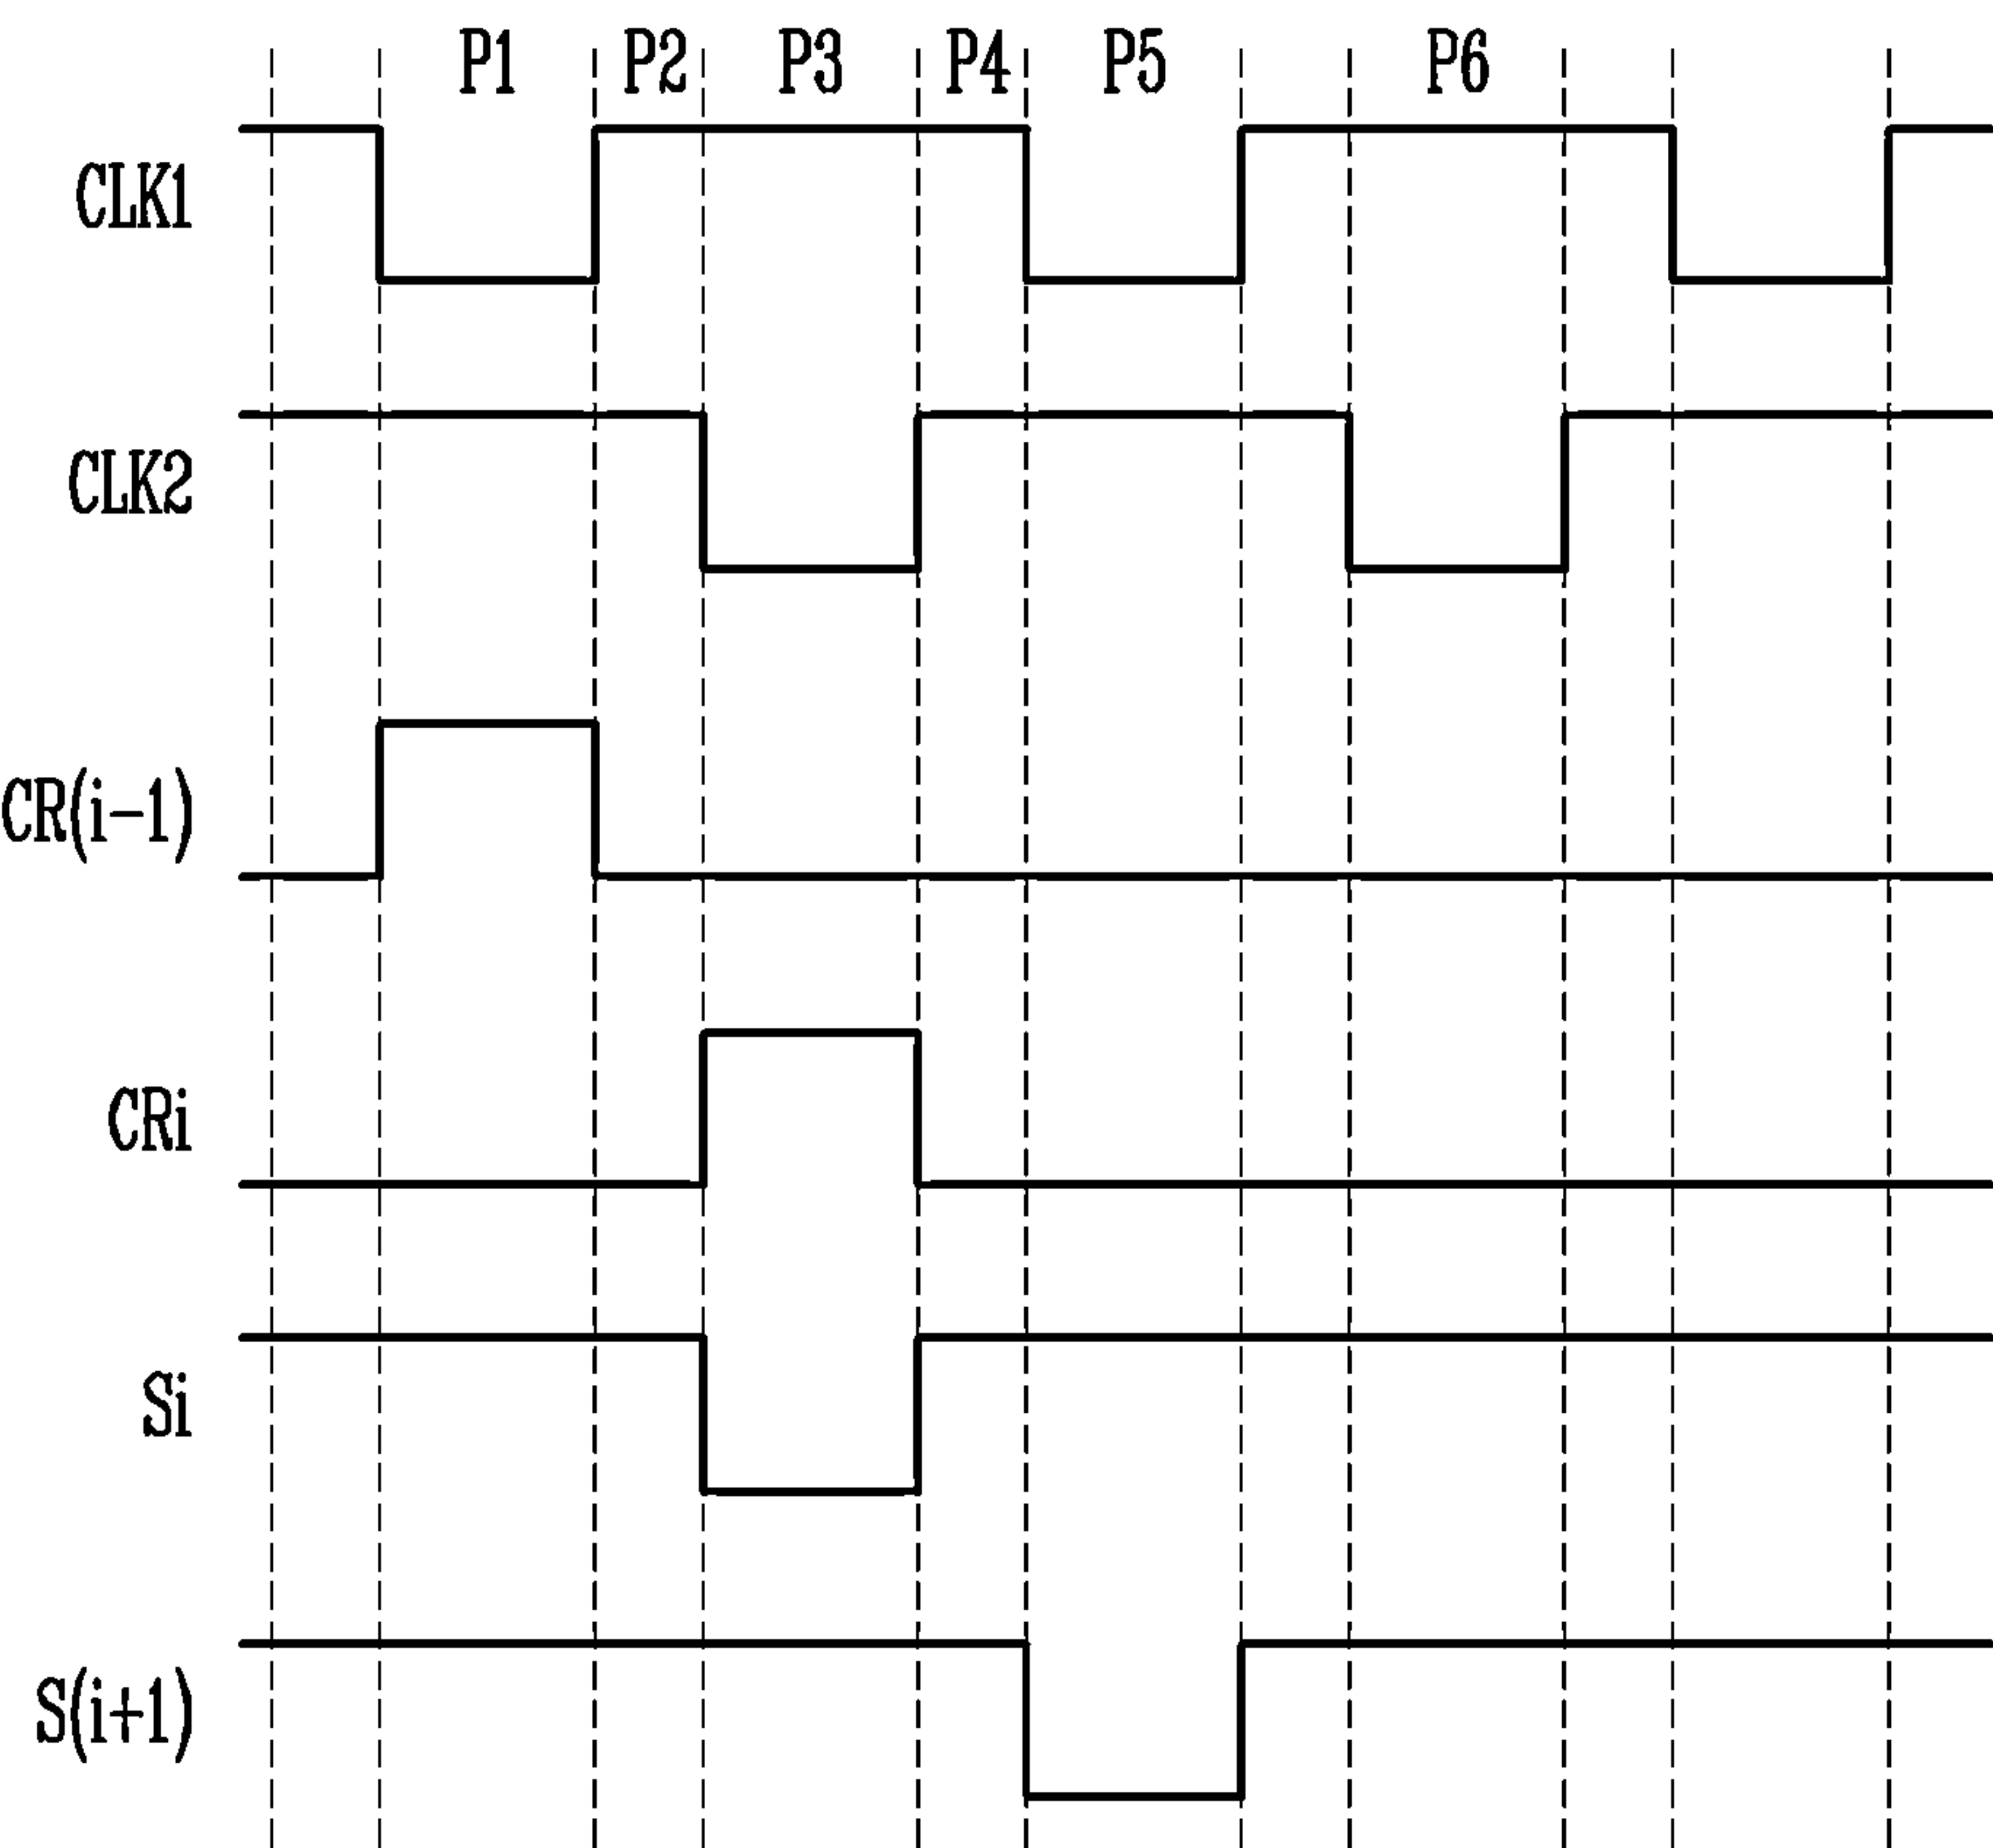 P1 P2 P3 P4 P5 P6
CLK1
CLK2
CR(i-1)
CRi
Si
S(i+1)